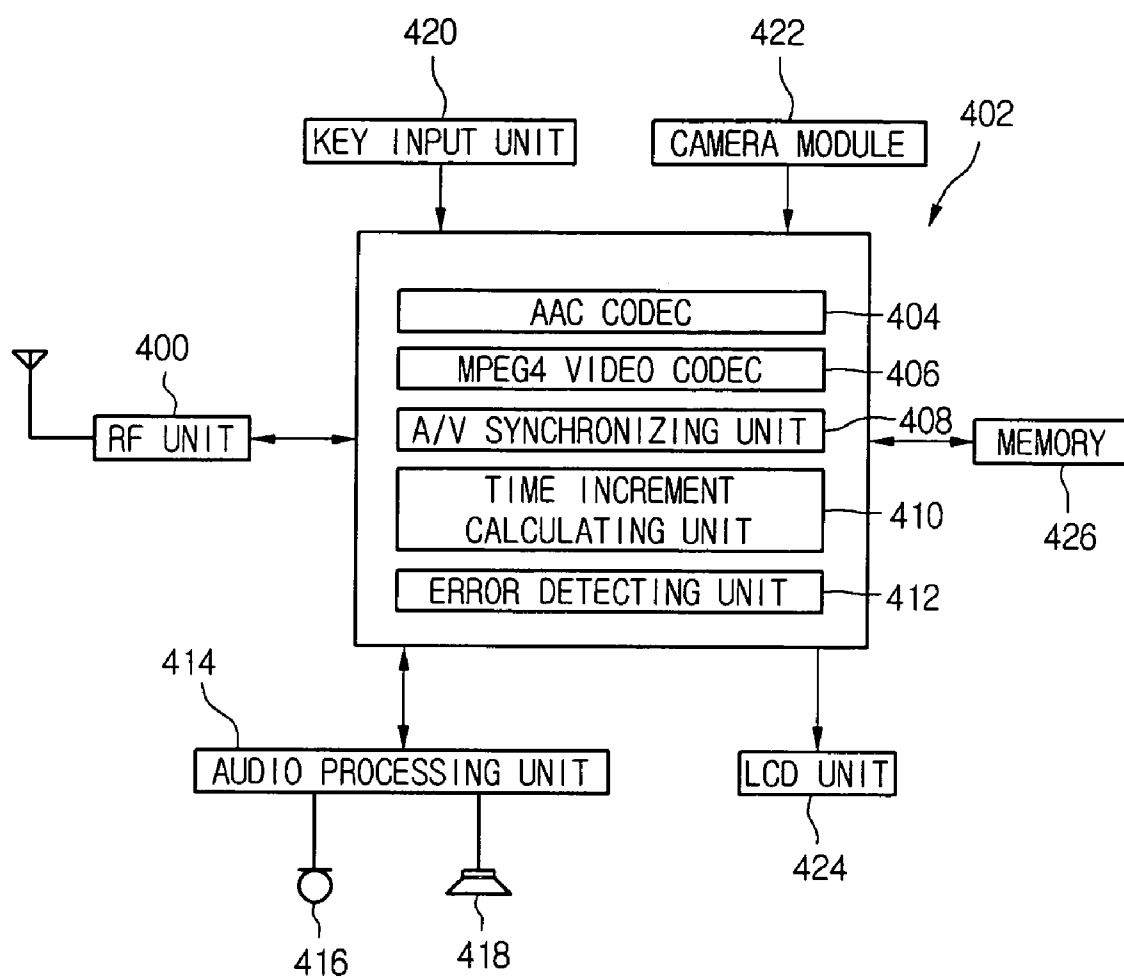 420
422
KEY INPUT UNIT
CAMERA MODULE
402
AAC CODEC
404
400
MPEG4 VIDEO CODEC
406
RF UNIT
A/V SYNCHRONIZING UNIT
408
MEMORY
TIME INCREMENT
CALCULATING UNIT
410
426
ERROR DETECTING UNIT
412
414
AUDIO PROCESSING UNIT
LCD UNIT
424
416
418